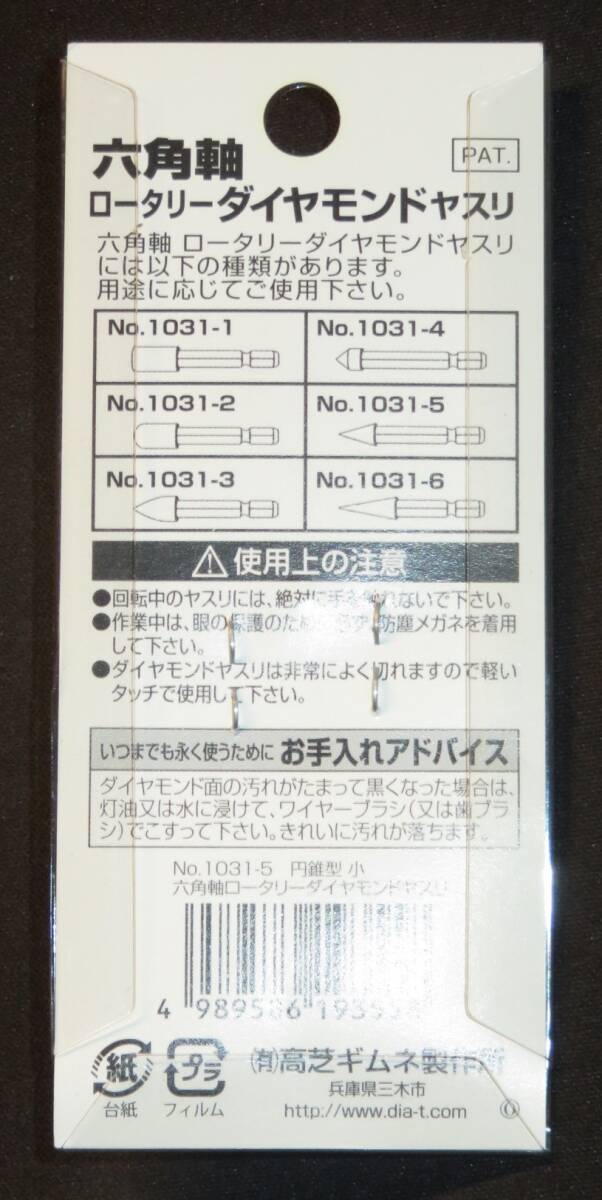 六角軸
PAT.
ロータリーダイヤモンドヤスリ
六角軸 ロータリーダイヤモンドヤスリ
には以下の種類があります。
用途に応じてご使用下さい。
No.1031-1
No.1031-4
No.1031-2
No.1031-5
No.1031-3
No.1031-6
使用上の注意
●回転中のヤスリには、絶対に手を触れないで下さい。
●作業中は、眼の保護のため必ず防塵メガネを着用
して下さい。
●ダイヤモンドヤスリは非常によく切れますので軽い
タッチで使用して下さい。
いつまでも永く使うために お手入れアドバイス
ダイヤモンド面の汚れがたまって黒くなった場合は、
灯油又は水に浸けて、ワイヤーブラシ(又は歯ブラ
シ)でこすって下さい。きれいに汚れが落ちます。
No.1031-5 円錐型 小
六角軸ロータリーダイヤモンドヤスリ
4 989586
紙
プラ
台紙
フィルム
㈲高芝ギムネ製作所
兵庫県三木市
http://www.dia-t.com